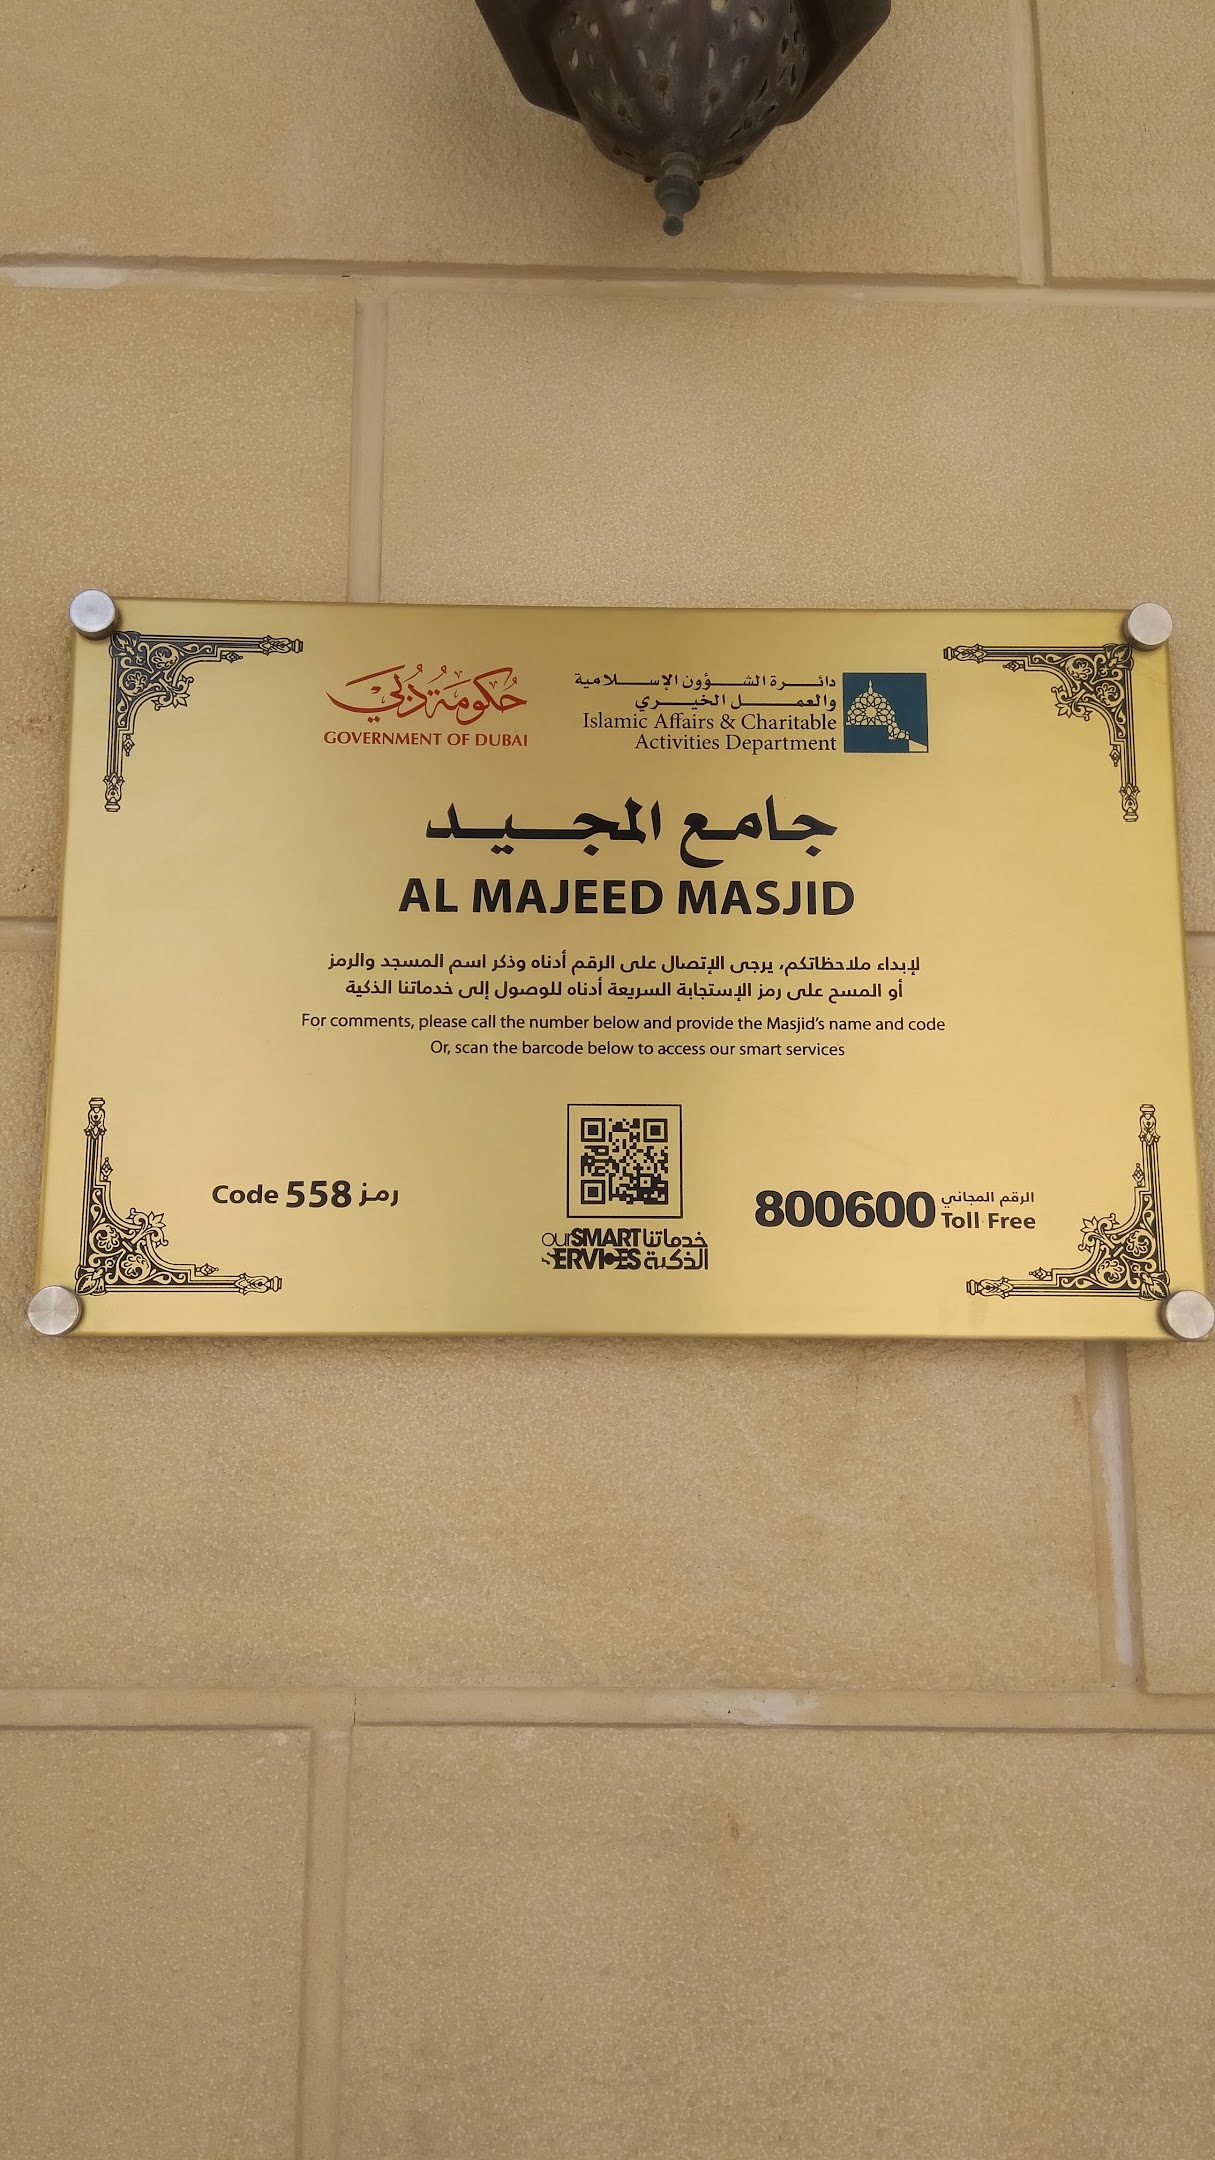 حكومة دبي
GOVERNMENT OF DUBAI
دائرة الشؤون الإسلامية
والعمل الخيري
Islamic Affairs & Charitable
Activities Department
جامع المجيد
AL MAJEED MASJID
لإبداء ملاحظاتكم، يرجى الإتصال على الرقم أدناه وذكر اسم المسجد والرمز
أو المسح على رمز الإستجابة السريعة أدناه للوصول إلى خدماتنا الذكية
For comments, please call the number below and provide the Masjid's name and code
Or, scan the barcode below to access our smart services
Code 558 رمز
ourSMART خدماتنا
SERVICES الذكية
800600 الرقم المجاني
Toll Free